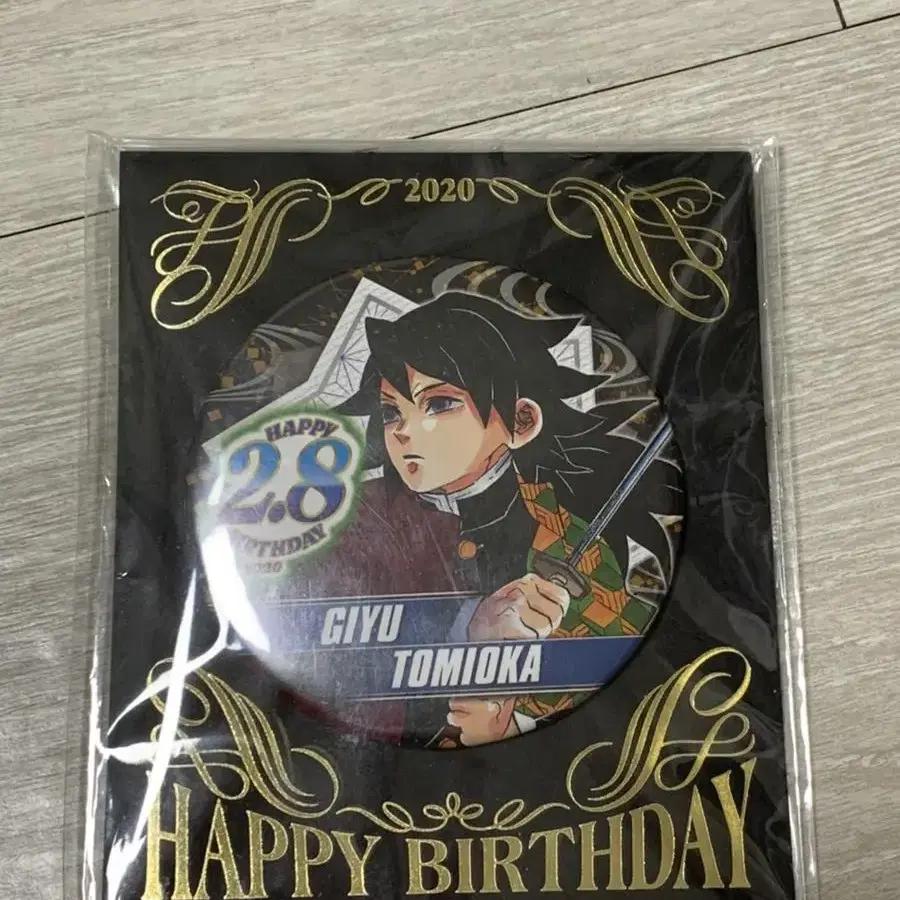 2020
HAPPY
2.8
BIRTHDAY
2020
GIYU
TOMIOKA
HAPPY BIRTHDAY